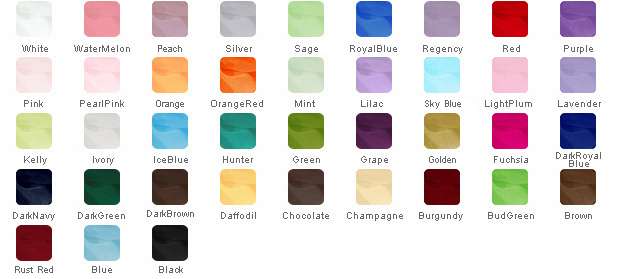 White WaterMelon Peach Silver Sage RoyalBlue Regency Red Purple
Pink PearlPink Orange OrangeRed Mint Lilac Sky Blue LightPlum Lavender
Kelly Ivory IceBlue Hunter Green Grape Golden Fuchsia DarkRoyal
Blue
DarkNavy DarkGreen DarkBrown Daffodil Chocolate Champagne Burgundy BudGreen Brown
Rust Red Blue Black